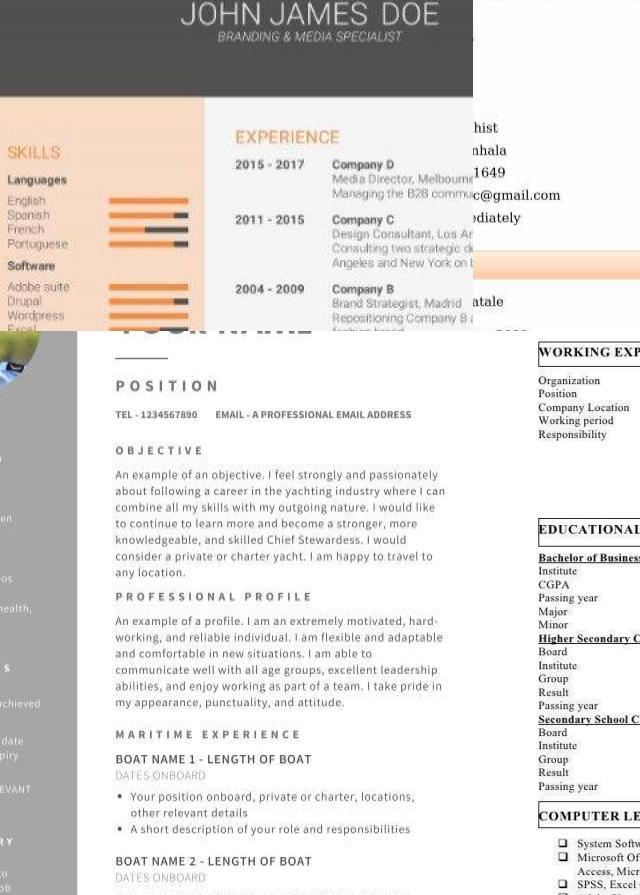 JOHN JAMES DOE
BRANDING & MEDIA SPECIALIST
SKILLS
Languages
English
Spanish
French
Portuguese
Software
Adobe suite
Drupal
Wordpress
Excel
EXPERIENCE
2015 - 2017 Company D
Media Director, Melbourne
Managing the B2B commu
2011 - 2015 Company C
Design Consultant, Los An
Consulting two strategic d
Angeles and New York on b
2004 - 2009 Company B
Brand Strategist, Madrid
Repositioning Company B a
hist
nhala
1649
c@gmail.com
ediately
atale
YOUR NAME
POSITION
TEL - 1234567890 EMAIL - A PROFESSIONAL EMAIL ADDRESS
OBJECTIVE
An example of an objective. I feel strongly and passionately
about following a career in the yachting industry where I can
combine all my skills with my outgoing nature. I would like
to continue to learn more and become a stronger, more
knowledgeable, and skilled Chief Stewardess. I would
consider a private or charter yacht. I am happy to travel to
any location.
PROFESSIONAL PROFILE
An example of a profile. I am an extremely motivated, hard-
working, and reliable individual. I am flexible and adaptable
and comfortable in new situations. I am able to
communicate well with all age groups, excellent leadership
abilities, and enjoy working as part of a team. I take pride in
my appearance, punctuality, and attitude.
MARITIME EXPERIENCE
BOAT NAME 1 - LENGTH OF BOAT
DATES ONBOARD
• Your position onboard, private or charter, locations,
other relevant details
• A short description of your role and responsibilities
BOAT NAME 2 - LENGTH OF BOAT
DATES ONBOARD
en
os
health,
S
achieved
date
piry
EVANT
RY
to
ob
WORKING EXP
Organization
Position
Company Location
Working period
Responsibility
EDUCATIONAL
Bachelor of Business
Institute
CGPA
Passing year
Major
Minor
Higher Secondary C
Board
Institute
Group
Result
Passing year
Secondary School C
Board
Institute
Group
Result
Passing year
COMPUTER LE
❑ System Softw
❑ Microsoft Of
Access, Micr
❑ SPSS, Excel